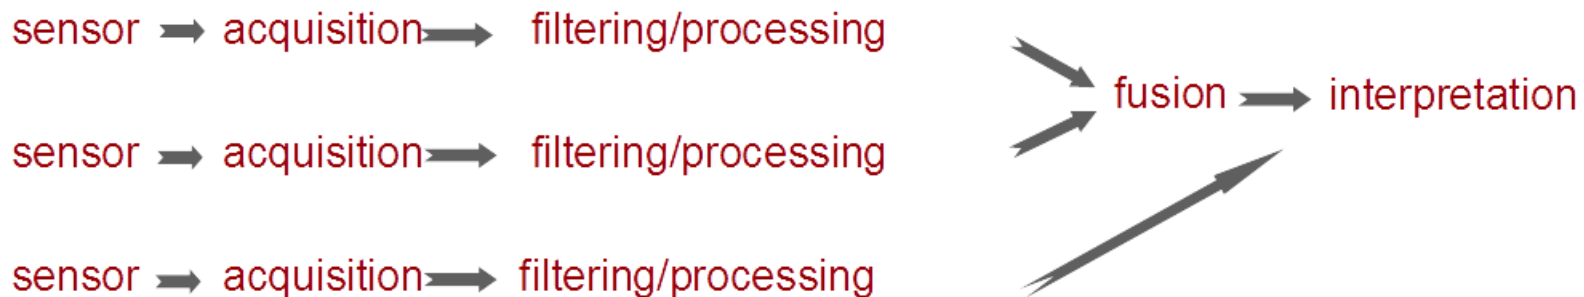 sensor acquisition filtering/processing
fusion interpretation
sensor acquisition filtering/processing
sensor acquisition filtering/processing